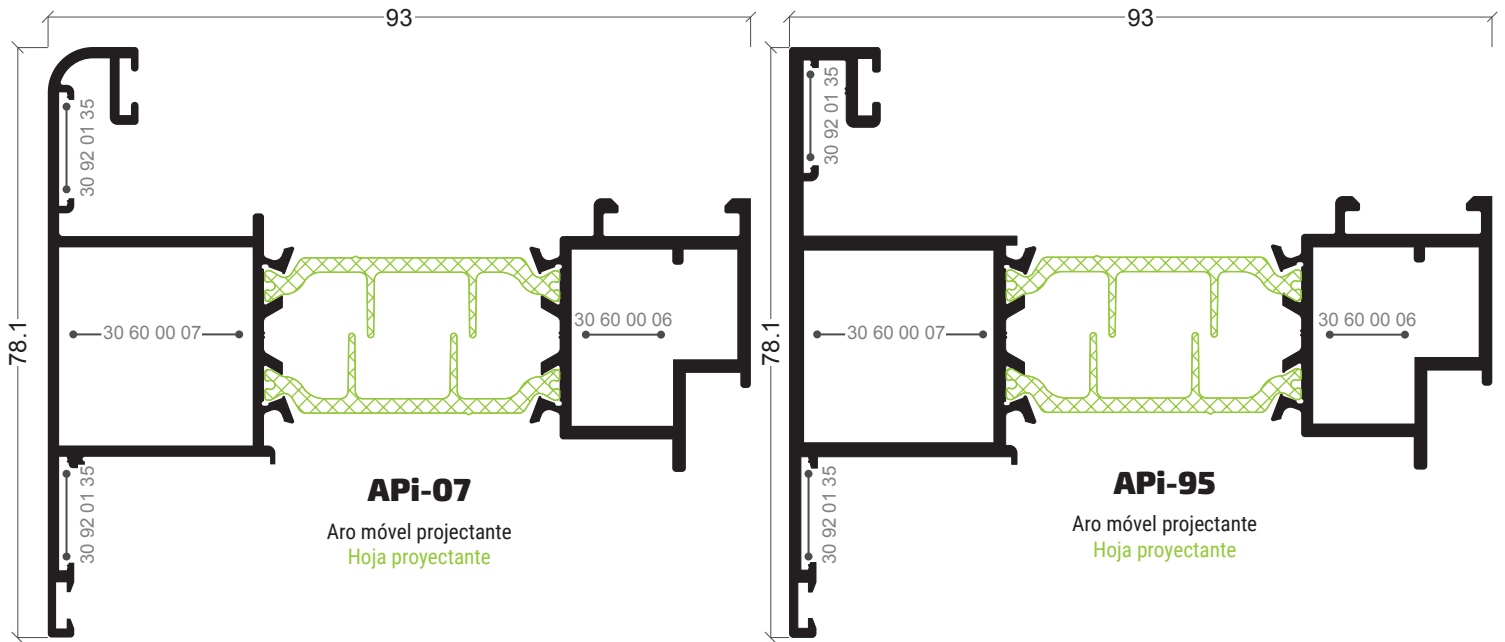 93
78.1
30 92 01 35
30 60 00 07
30 60 00 06
30 92 01 35
APi-07
Aro móvel projectante
Hoja proyectante
93
78.1
30 92 01 35
30 60 00 07
30 60 00 06
30 92 01 35
APi-95
Aro móvel projectante
Hoja proyectante